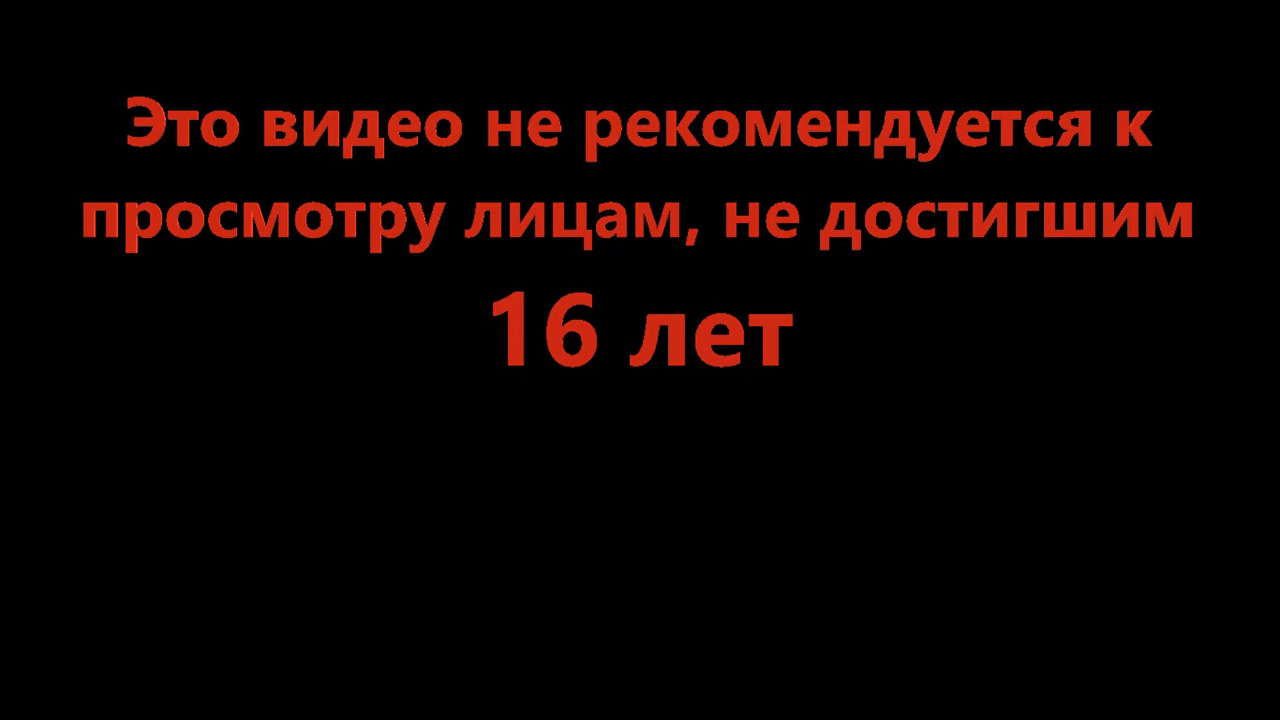 Это видео не рекомендуется к
просмотру лицам, не достигшим
16 лет